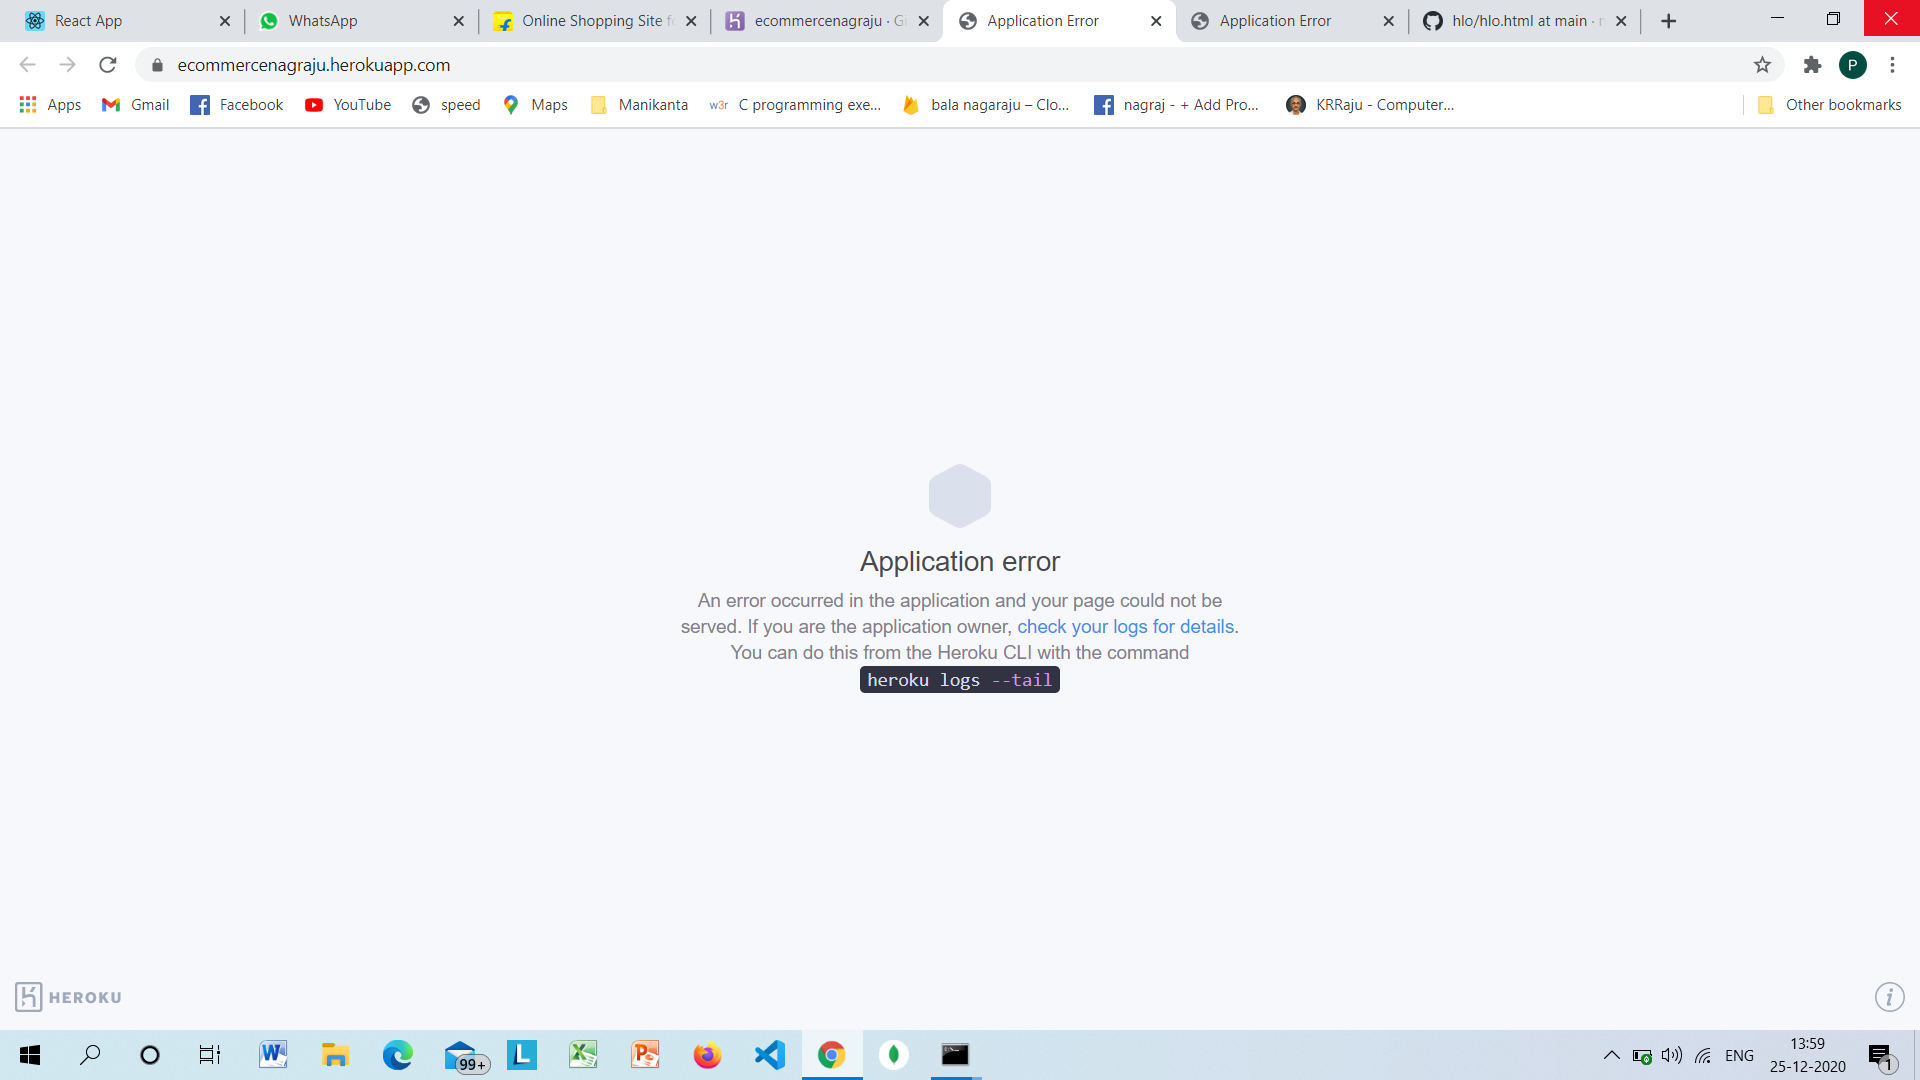 React App
WhatsApp
Online Shopping Site fo
ecommercenagraju · Gi
Application Error
Application Error
hlo/hlo.html at main ·
ecommercenagraju.herokuapp.com
P
Apps
Gmail
Facebook
YouTube
speed
Maps
Manikanta
w3r
C programming exe...
bala nagaraju – Clo...
nagraj - + Add Pro...
KRRaju - Computer...
Other bookmarks
Application error
An error occurred in the application and your page could not be
served. If you are the application owner, check your logs for details.
You can do this from the Heroku CLI with the command
heroku logs --tail
HEROKU
i
99+
L
ENG
13:59
25-12-2020
1